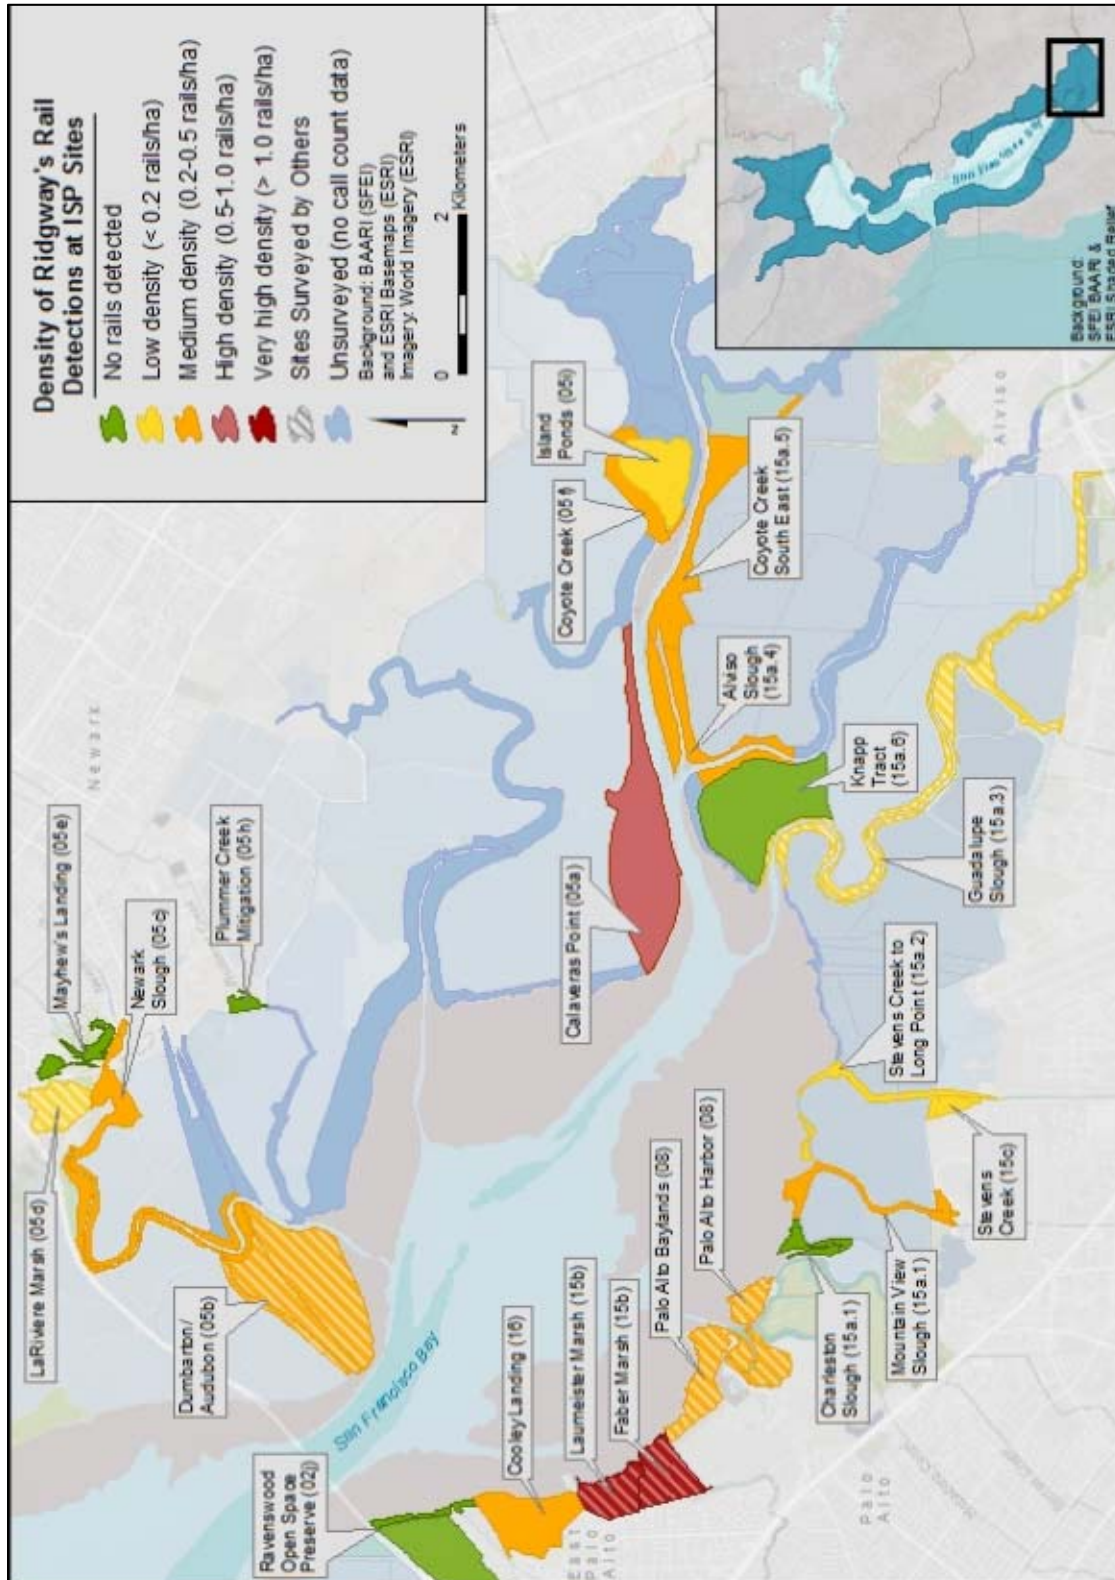 Density of Ridgway's Rail
Detections at ISP Sites
No rails detected
Low density (< 0.2 rails/ha)
Medium density (0.2-0.5 rails/ha)
High density (0.5-1.0 rails/ha)
Very high density (> 1.0 rails/ha)
Sites Surveyed by Others
Unsurveyed (no call count data)
Background: BAARI (SFEI)
and ESRI Basemaps (ESRI)
Imagery: World Imagery (ESRI)
0
2
Kilometers
N
LaRiviere Marsh (05d)
Mayhew's Landing (05e)
Newark
Slough (05c)
Newark
Plummer Creek
Mitigation (05h)
Dumbarton/
Audubon (05b)
San Francisco Bay
Ravenswood
Open Space
Preserve (02j)
Cooley Landing (16)
Laumeister Marsh (15b)
Faber Marsh (15b)
Palo Alto Baylands (08)
Palo Alto Harbor (08)
East
Palo
Alto
Palo
Alto
Charleston
Slough (15a.1)
Mountain View
Slough (15a.1)
Stevens
Creek (15c)
Stevens Creek to
Long Point (15a.2)
Calaveras Point (05a)
Guadalupe
Slough (15a.3)
Knapp
Tract
(15a.6)
Alviso
Slough
(15a.4)
Coyote Creek (05f)
Island
Ponds (05i)
Coyote Creek
South East (15a.5)
Alviso
San Francisco Bay
Background:
SFEI BAARI &